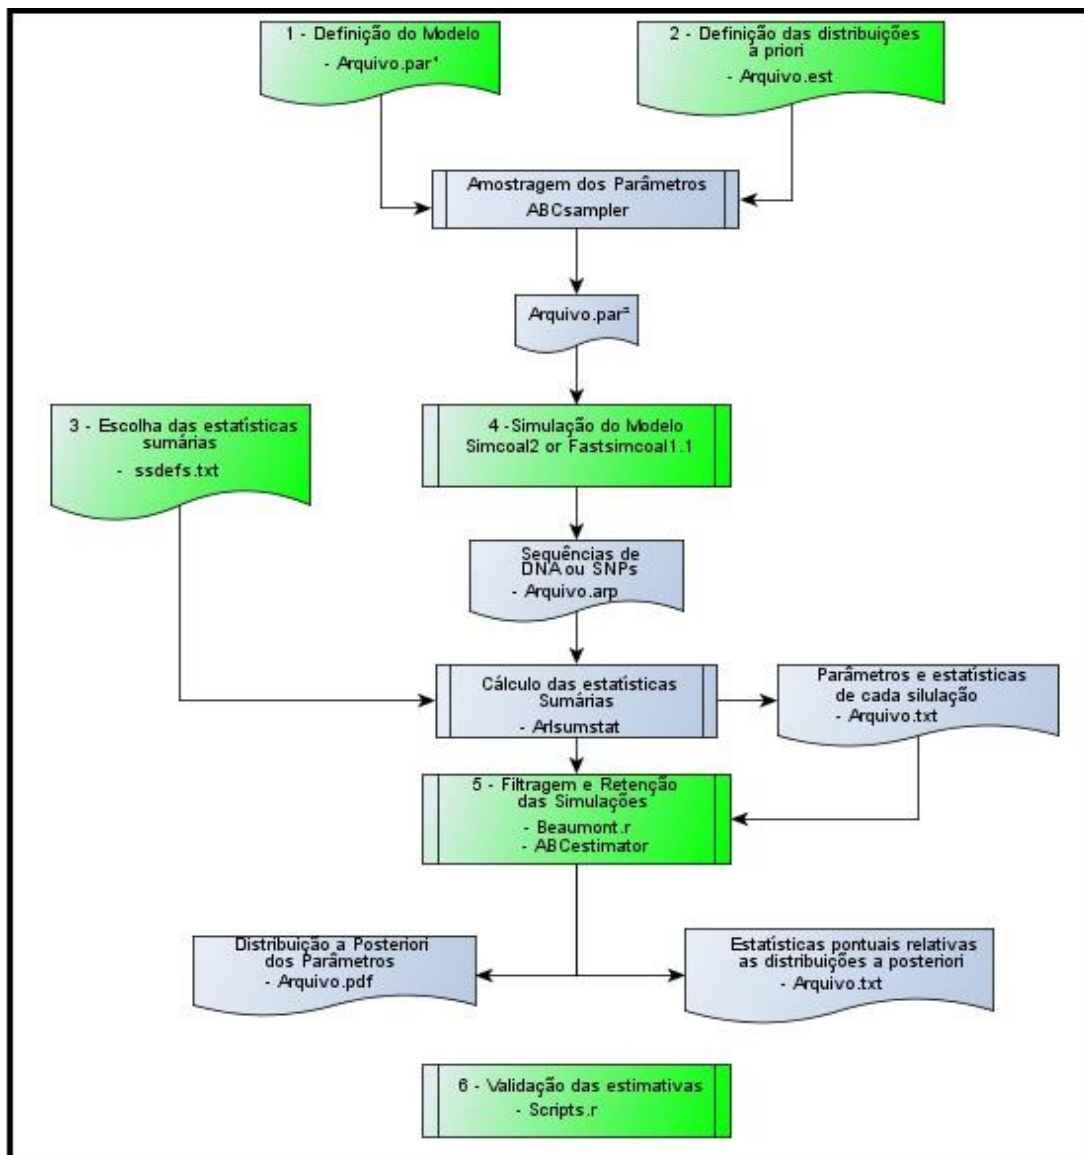 1 - Definição do Modelo
- Arquivo.par¹
2 - Definição das distribuições
à priori
- Arquivo.est
Amostragem dos Parâmetros
ABCsampler
Arquivo.par²
3 - Escolha das estatísticas
sumárias
- ssdefs.txt
4 -Simulação do Modelo
Simcoal2 or Fastsimcoal1.1
Sequências de
DNA ou SNPs
- Arquivo.arp
Cálculo das estatísticas
Sumárias
- Arlsumstat
Parâmetros e estatísticas
de cada silulação
- Arquivo.txt
5 - Filtragem e Retenção
das Simulações
- Beaumont.r
- ABCestimator
Distribuição a Posteriori
dos Parâmetros
- Arquivo.pdf
Estatísticas pontuais relativas
as distribuições a posteriori
- Arquivo.txt
6 - Validação das estimativas
- Scripts.r